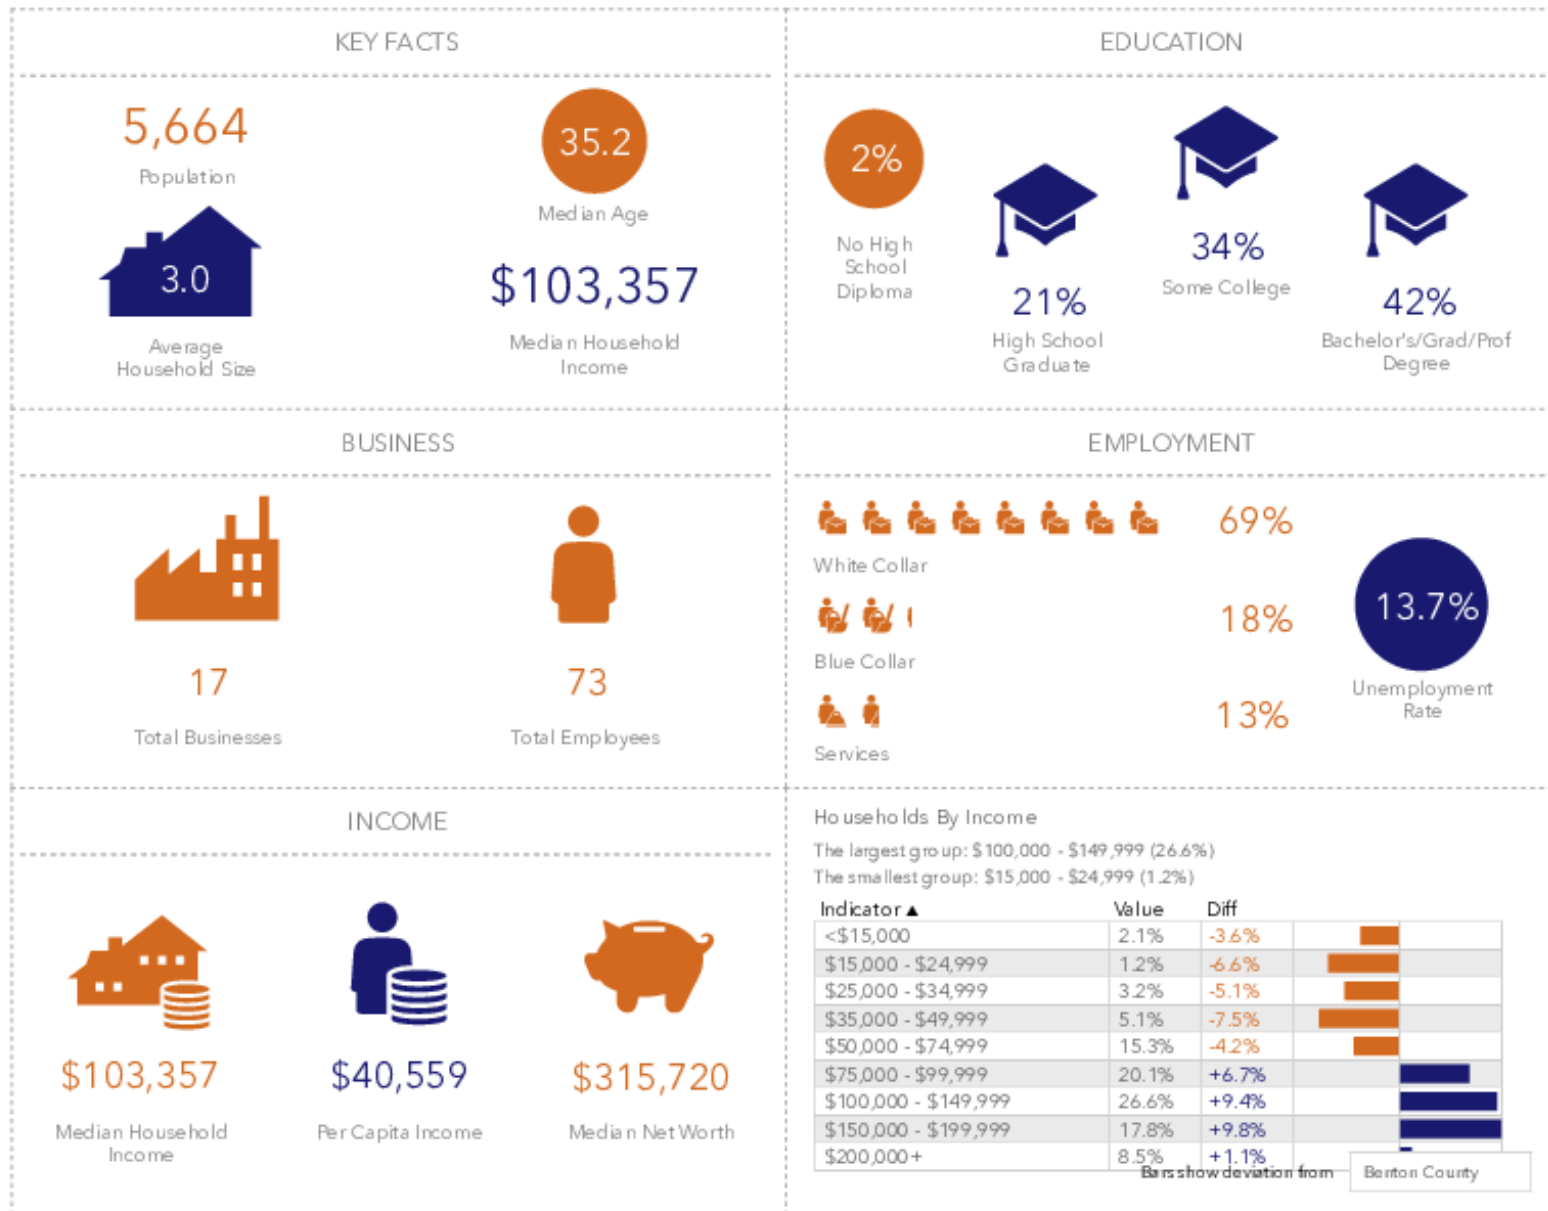 KEY FACTS
5,664
Population
35.2
Median Age
3.0
Average
Household Size
$103,357
Median Household
Income
EDUCATION
2%
No High
School
Diploma
21%
High School
Graduate
34%
Some College
42%
Bachelor's/Grad/Prof
Degree
BUSINESS
17
Total Businesses
73
Total Employees
EMPLOYMENT
69%
White Collar
18%
Blue Collar
13%
Services
13.7%
Unemployment
Rate
INCOME
$103,357
Median Household
Income
$40,559
Per Capita Income
$315,720
Median Net Worth
Households By Income
The largest group: $100,000 - $149,999 (26.6%)
The smallest group: $15,000 - $24,999 (1.2%)
Indicator ▲ Value Diff
<$15,000 2.1% -3.6%
$15,000 - $24,999 1.2% -6.6%
$25,000 - $34,999 3.2% -5.1%
$35,000 - $49,999 5.1% -7.5%
$50,000 - $74,999 15.3% -4.2%
$75,000 - $99,999 20.1% +6.7%
$100,000 - $149,999 26.6% +9.4%
$150,000 - $199,999 17.8% +9.8%
$200,000+ 8.5% +1.1%
Bars show deviation from Benton County